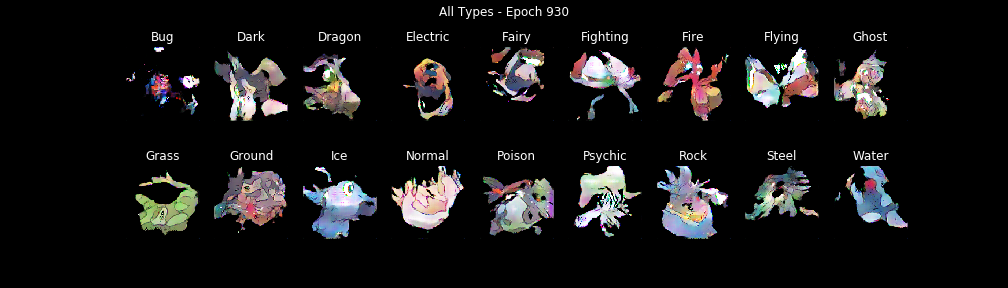 All Types - Epoch 930
Bug Dark Dragon Electric Fairy Fighting Fire Flying Ghost
Grass Ground Ice Normal Poison Psychic Rock Steel Water